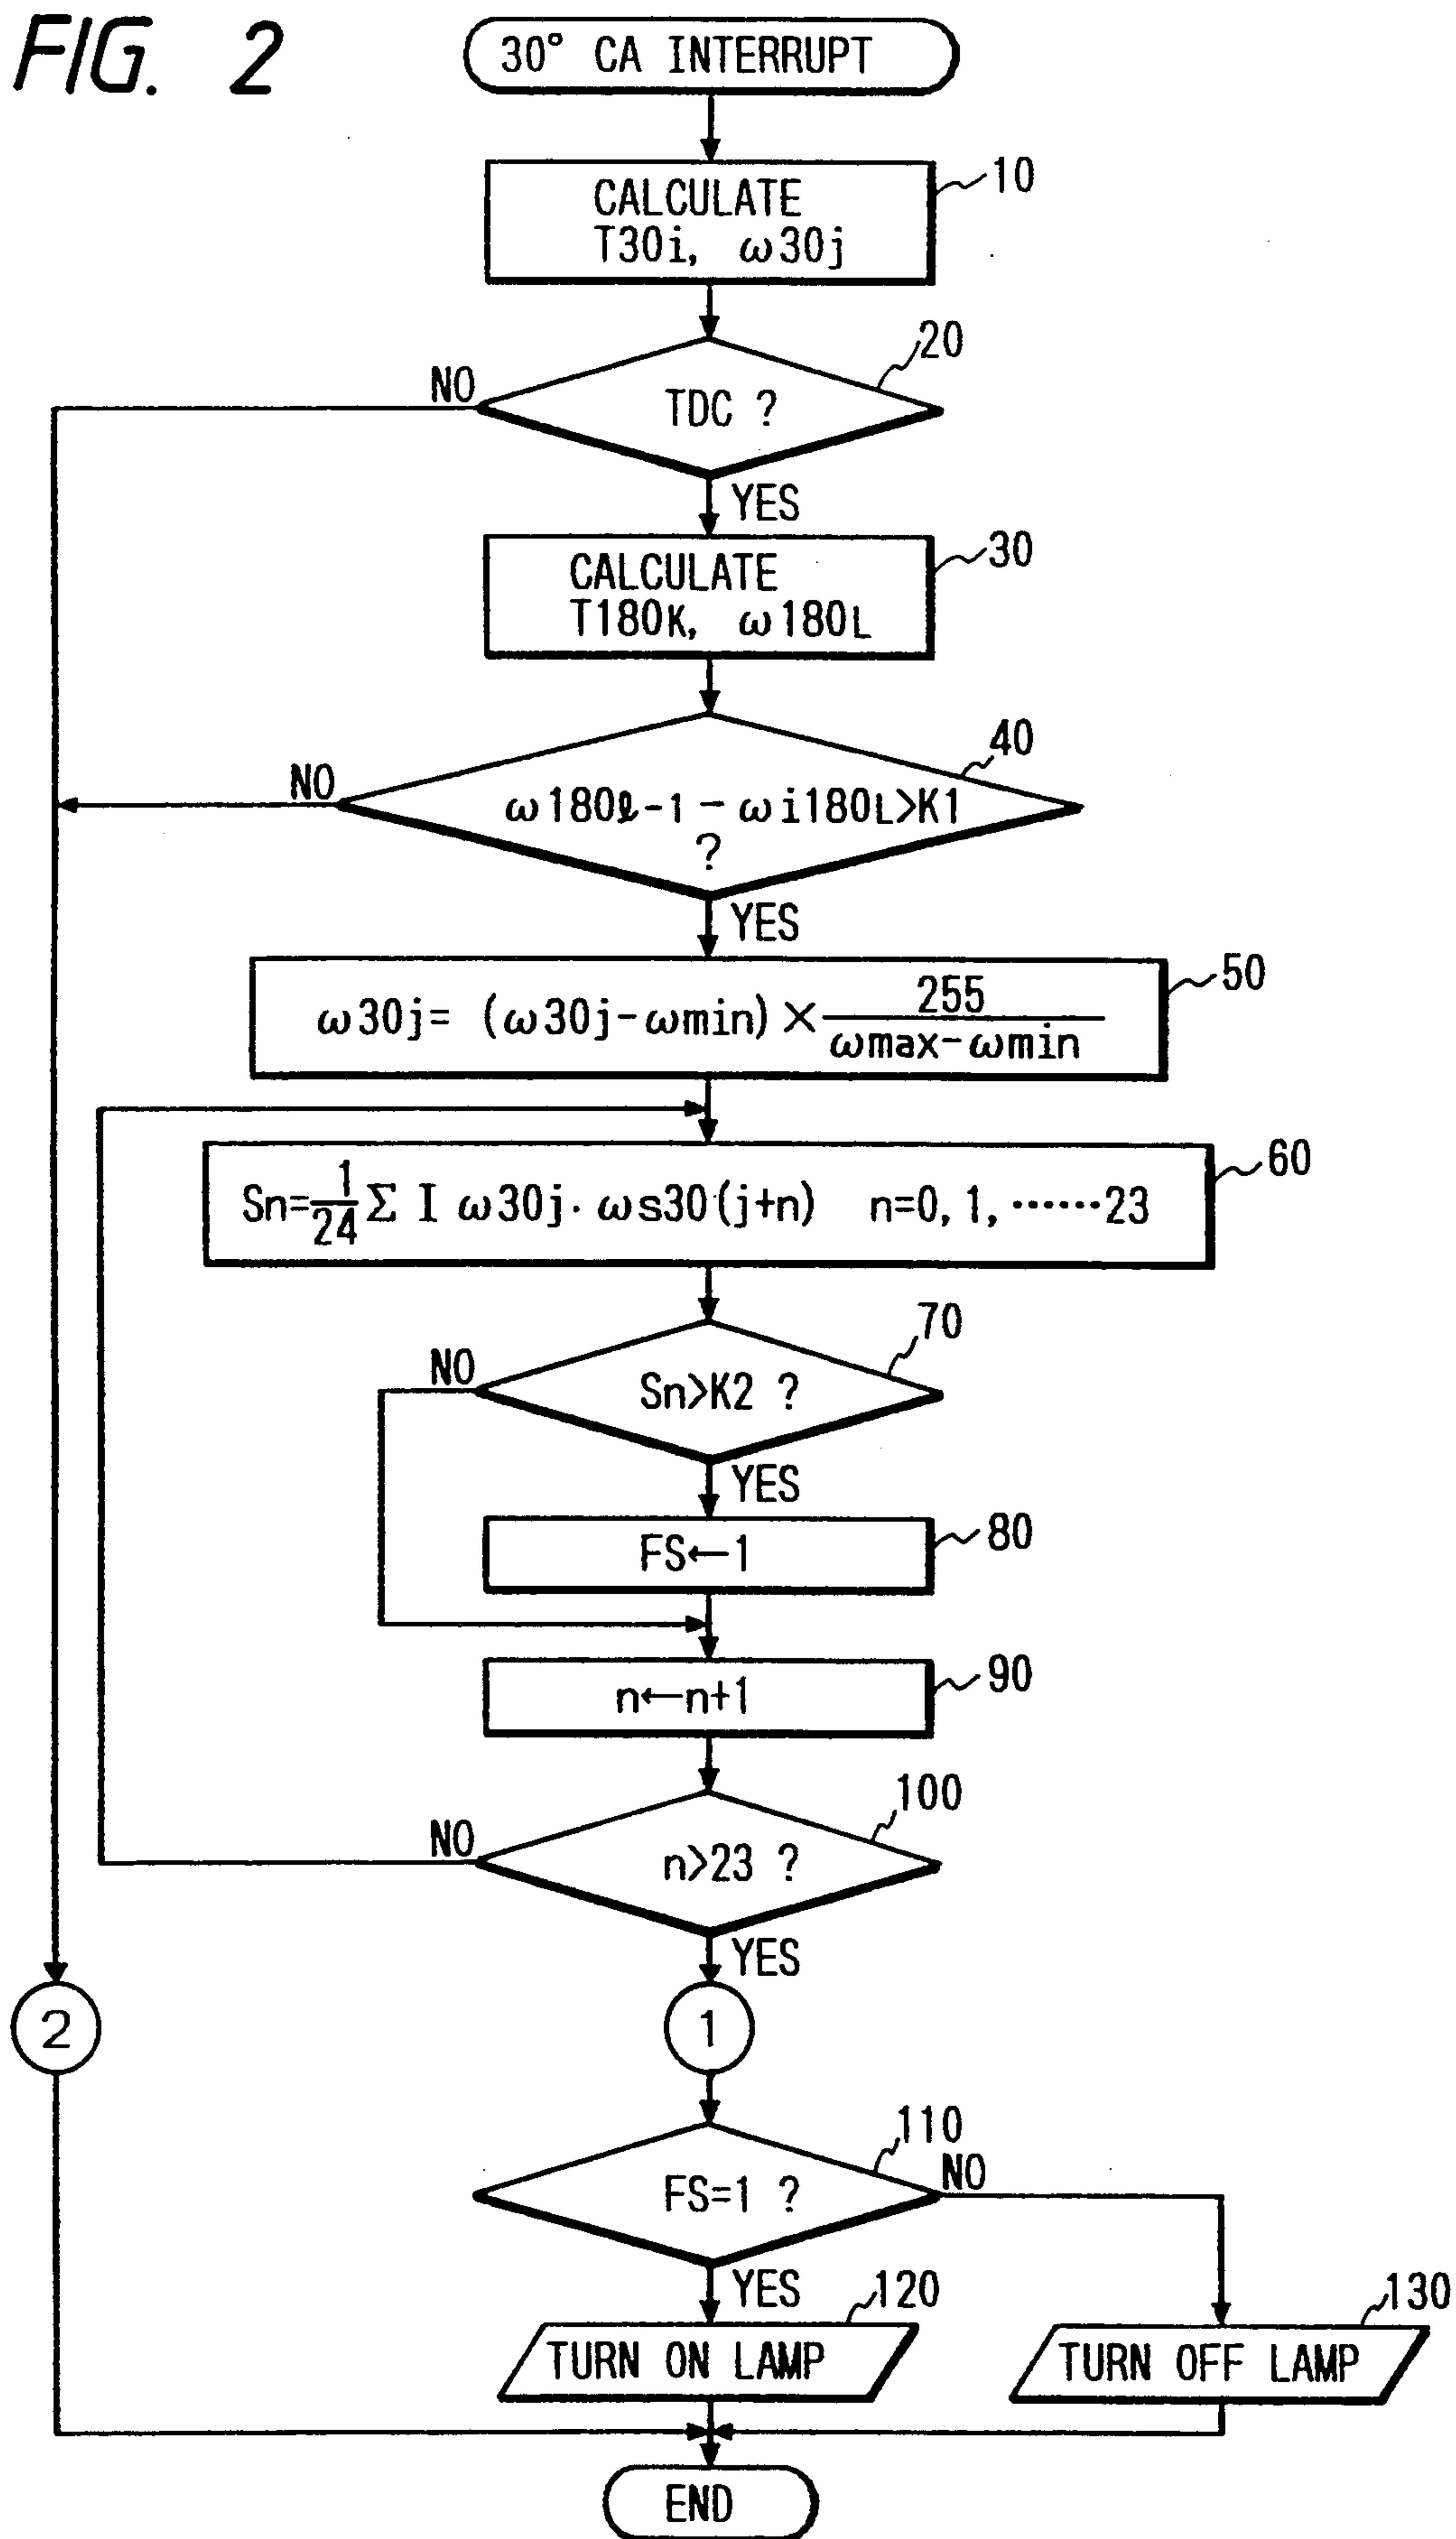 FIG. 2
30° CA INTERRUPT
10
CALCULATE
T30i, ω30j
20
NO
TDC ?
YES
30
CALCULATE
T180K, ω180L
40
NO
ω180ℓ-1 - ωi180L>K1
?
YES
50
ω30j= (ω30j-ωmin) × 255 / ωmax-ωmin
60
Sn= 1/24 Σ I ω30j· ωs30(j+n) n=0, 1, ······23
70
NO
Sn>K2 ?
YES
80
FS←1
90
n←n+1
100
NO
n>23 ?
YES
2
1
110
NO
FS=1 ?
YES
120
130
TURN ON LAMP
TURN OFF LAMP
END